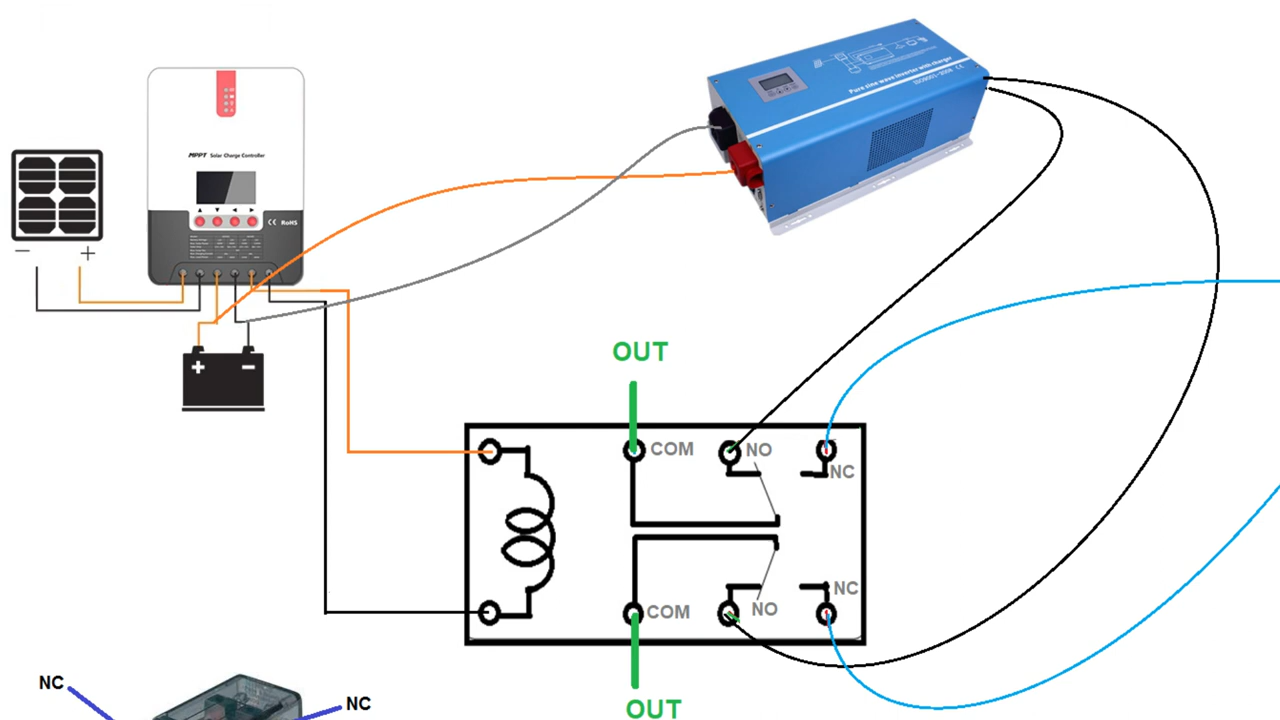 MPPT Solar Charge Controller
CE RoHS
Pure sine wave inverter with charger
− +
+ −
OUT
COM NO
NC
NC
COM NO
OUT
NC
NC